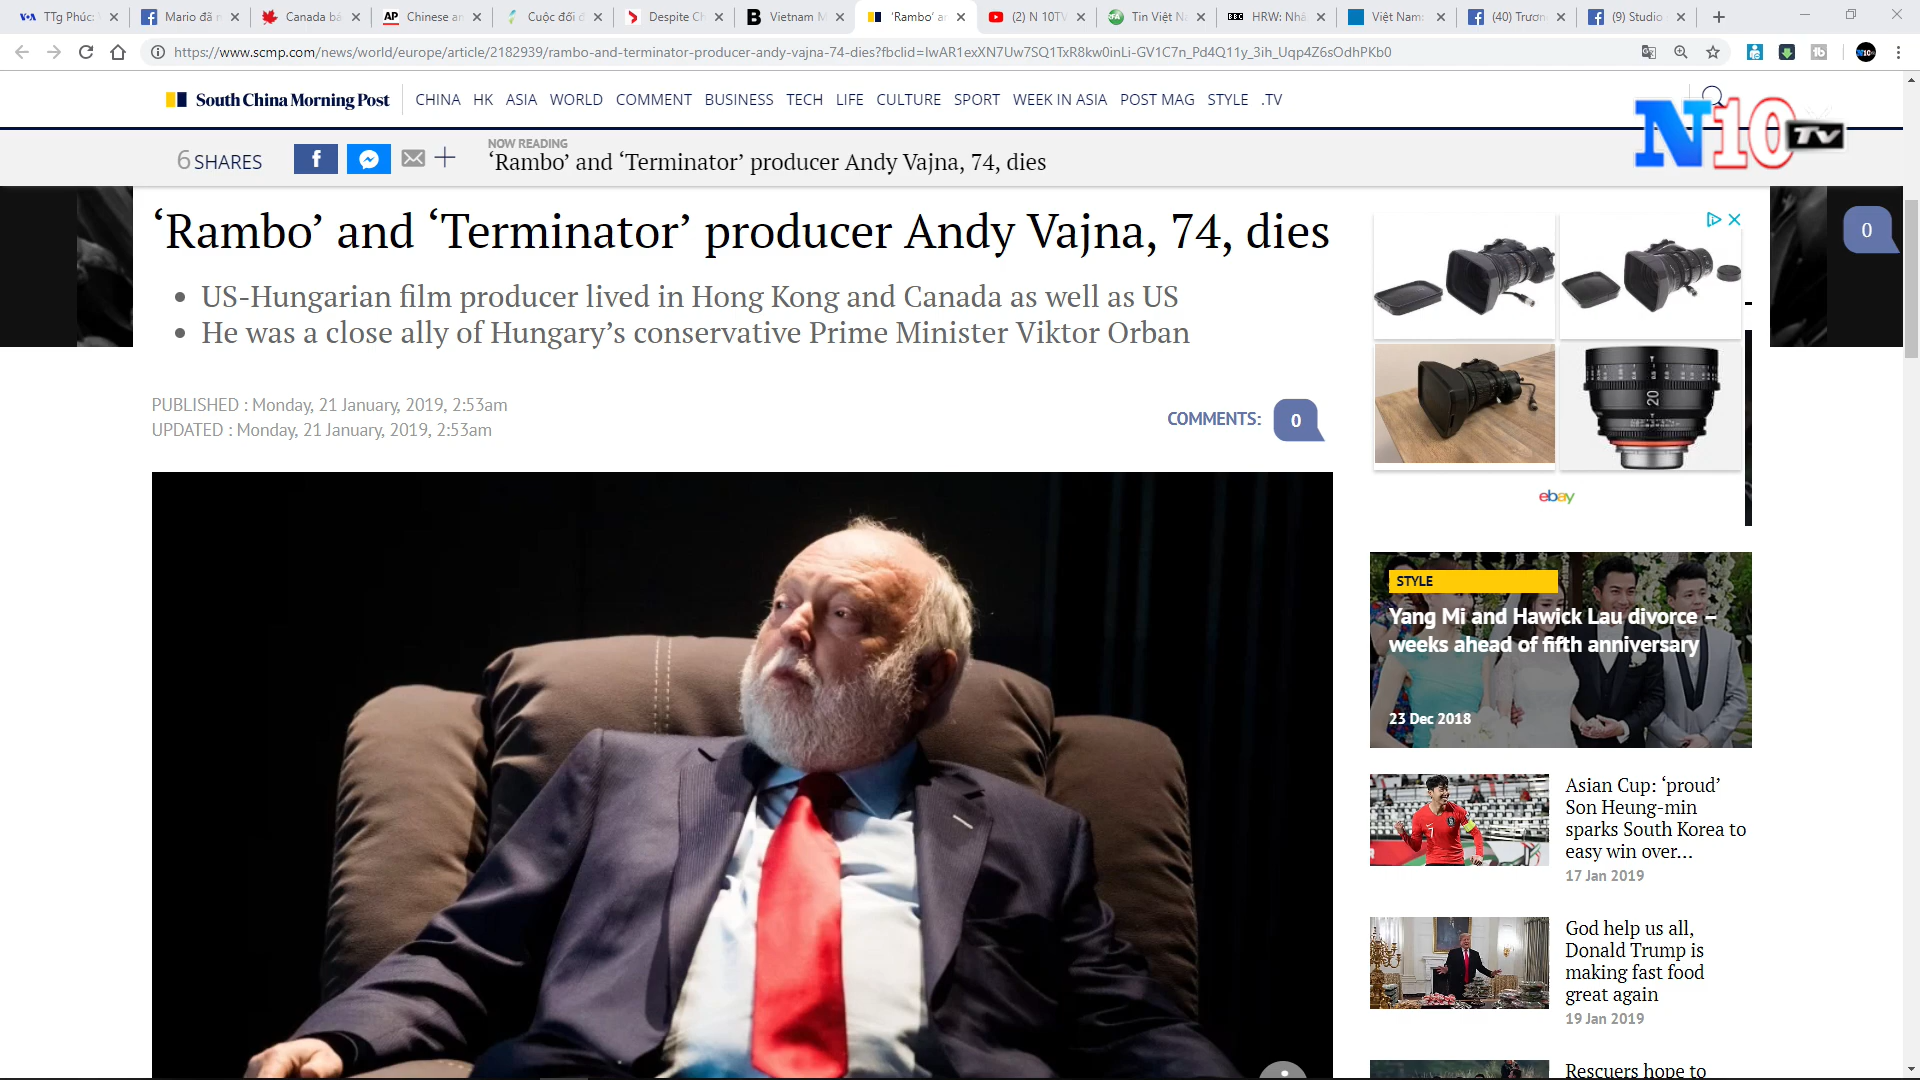 TTg Phúc:
Mario đã n
Canada bá
Chinese an
Cuộc đời c
Despite Ch
Vietnam M
'Rambo' ar
(2) N 10TV
Tin Việt Na
HRW: Nhâ
Việt Nam:
(40) Trươn
(9) Studio
https://www.scmp.com/news/world/europe/article/2182939/rambo-and-terminator-producer-andy-vajna-74-dies?fbclid=IwAR1exXN7Uw7SQ1TxR8kw0inLi-GV1C7n_Pd4Q11y_3ih_Uqp4Z6sOdhPKb0
South China Morning Post CHINA HK ASIA WORLD COMMENT BUSINESS TECH LIFE CULTURE SPORT WEEK IN ASIA POST MAG STYLE .TV
N10TV
6 SHARES
NOW READING
‘Rambo’ and ‘Terminator’ producer Andy Vajna, 74, dies
‘Rambo’ and ‘Terminator’ producer Andy Vajna, 74, dies
0
• US-Hungarian film producer lived in Hong Kong and Canada as well as US
• He was a close ally of Hungary’s conservative Prime Minister Viktor Orban
PUBLISHED : Monday, 21 January, 2019, 2:53am
UPDATED : Monday, 21 January, 2019, 2:53am
COMMENTS: 0
20
ebay
STYLE
Yang Mi and Hawick Lau divorce –
weeks ahead of fifth anniversary
23 Dec 2018
Asian Cup: ‘proud’
Son Heung-min
sparks South Korea to
easy win over...
17 Jan 2019
God help us all,
Donald Trump is
making fast food
great again
19 Jan 2019
Rescuers hope to